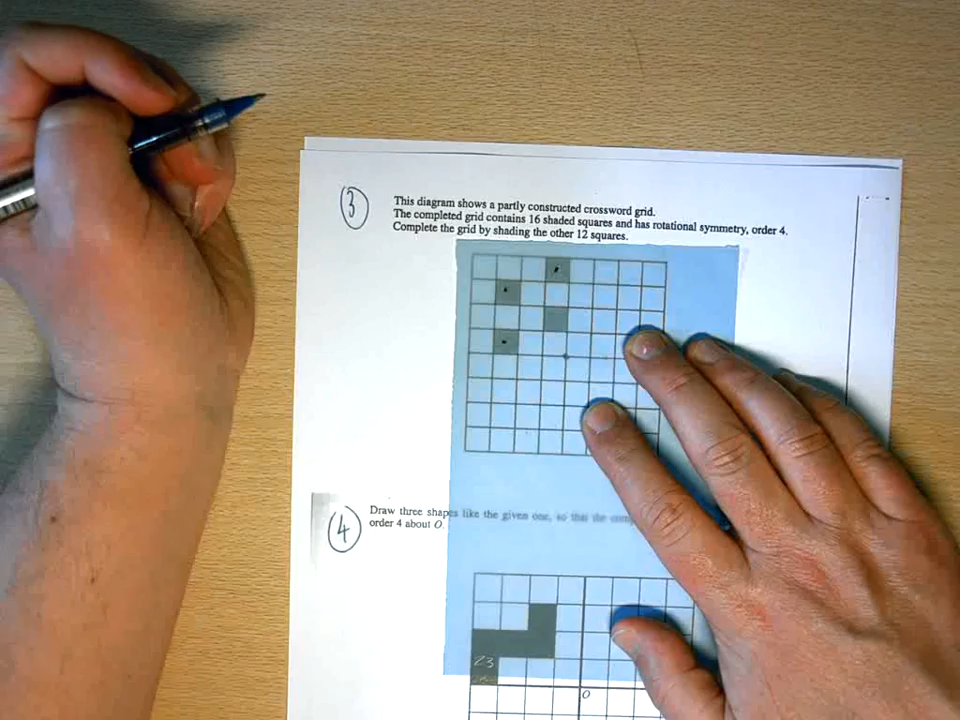 3
This diagram shows a partly constructed crossword grid.
The completed grid contains 16 shaded squares and has rotational symmetry, order 4.
Complete the grid by shading the other 12 squares.
4
Draw three shapes like the given one, so that the
order 4 about O.
23
O